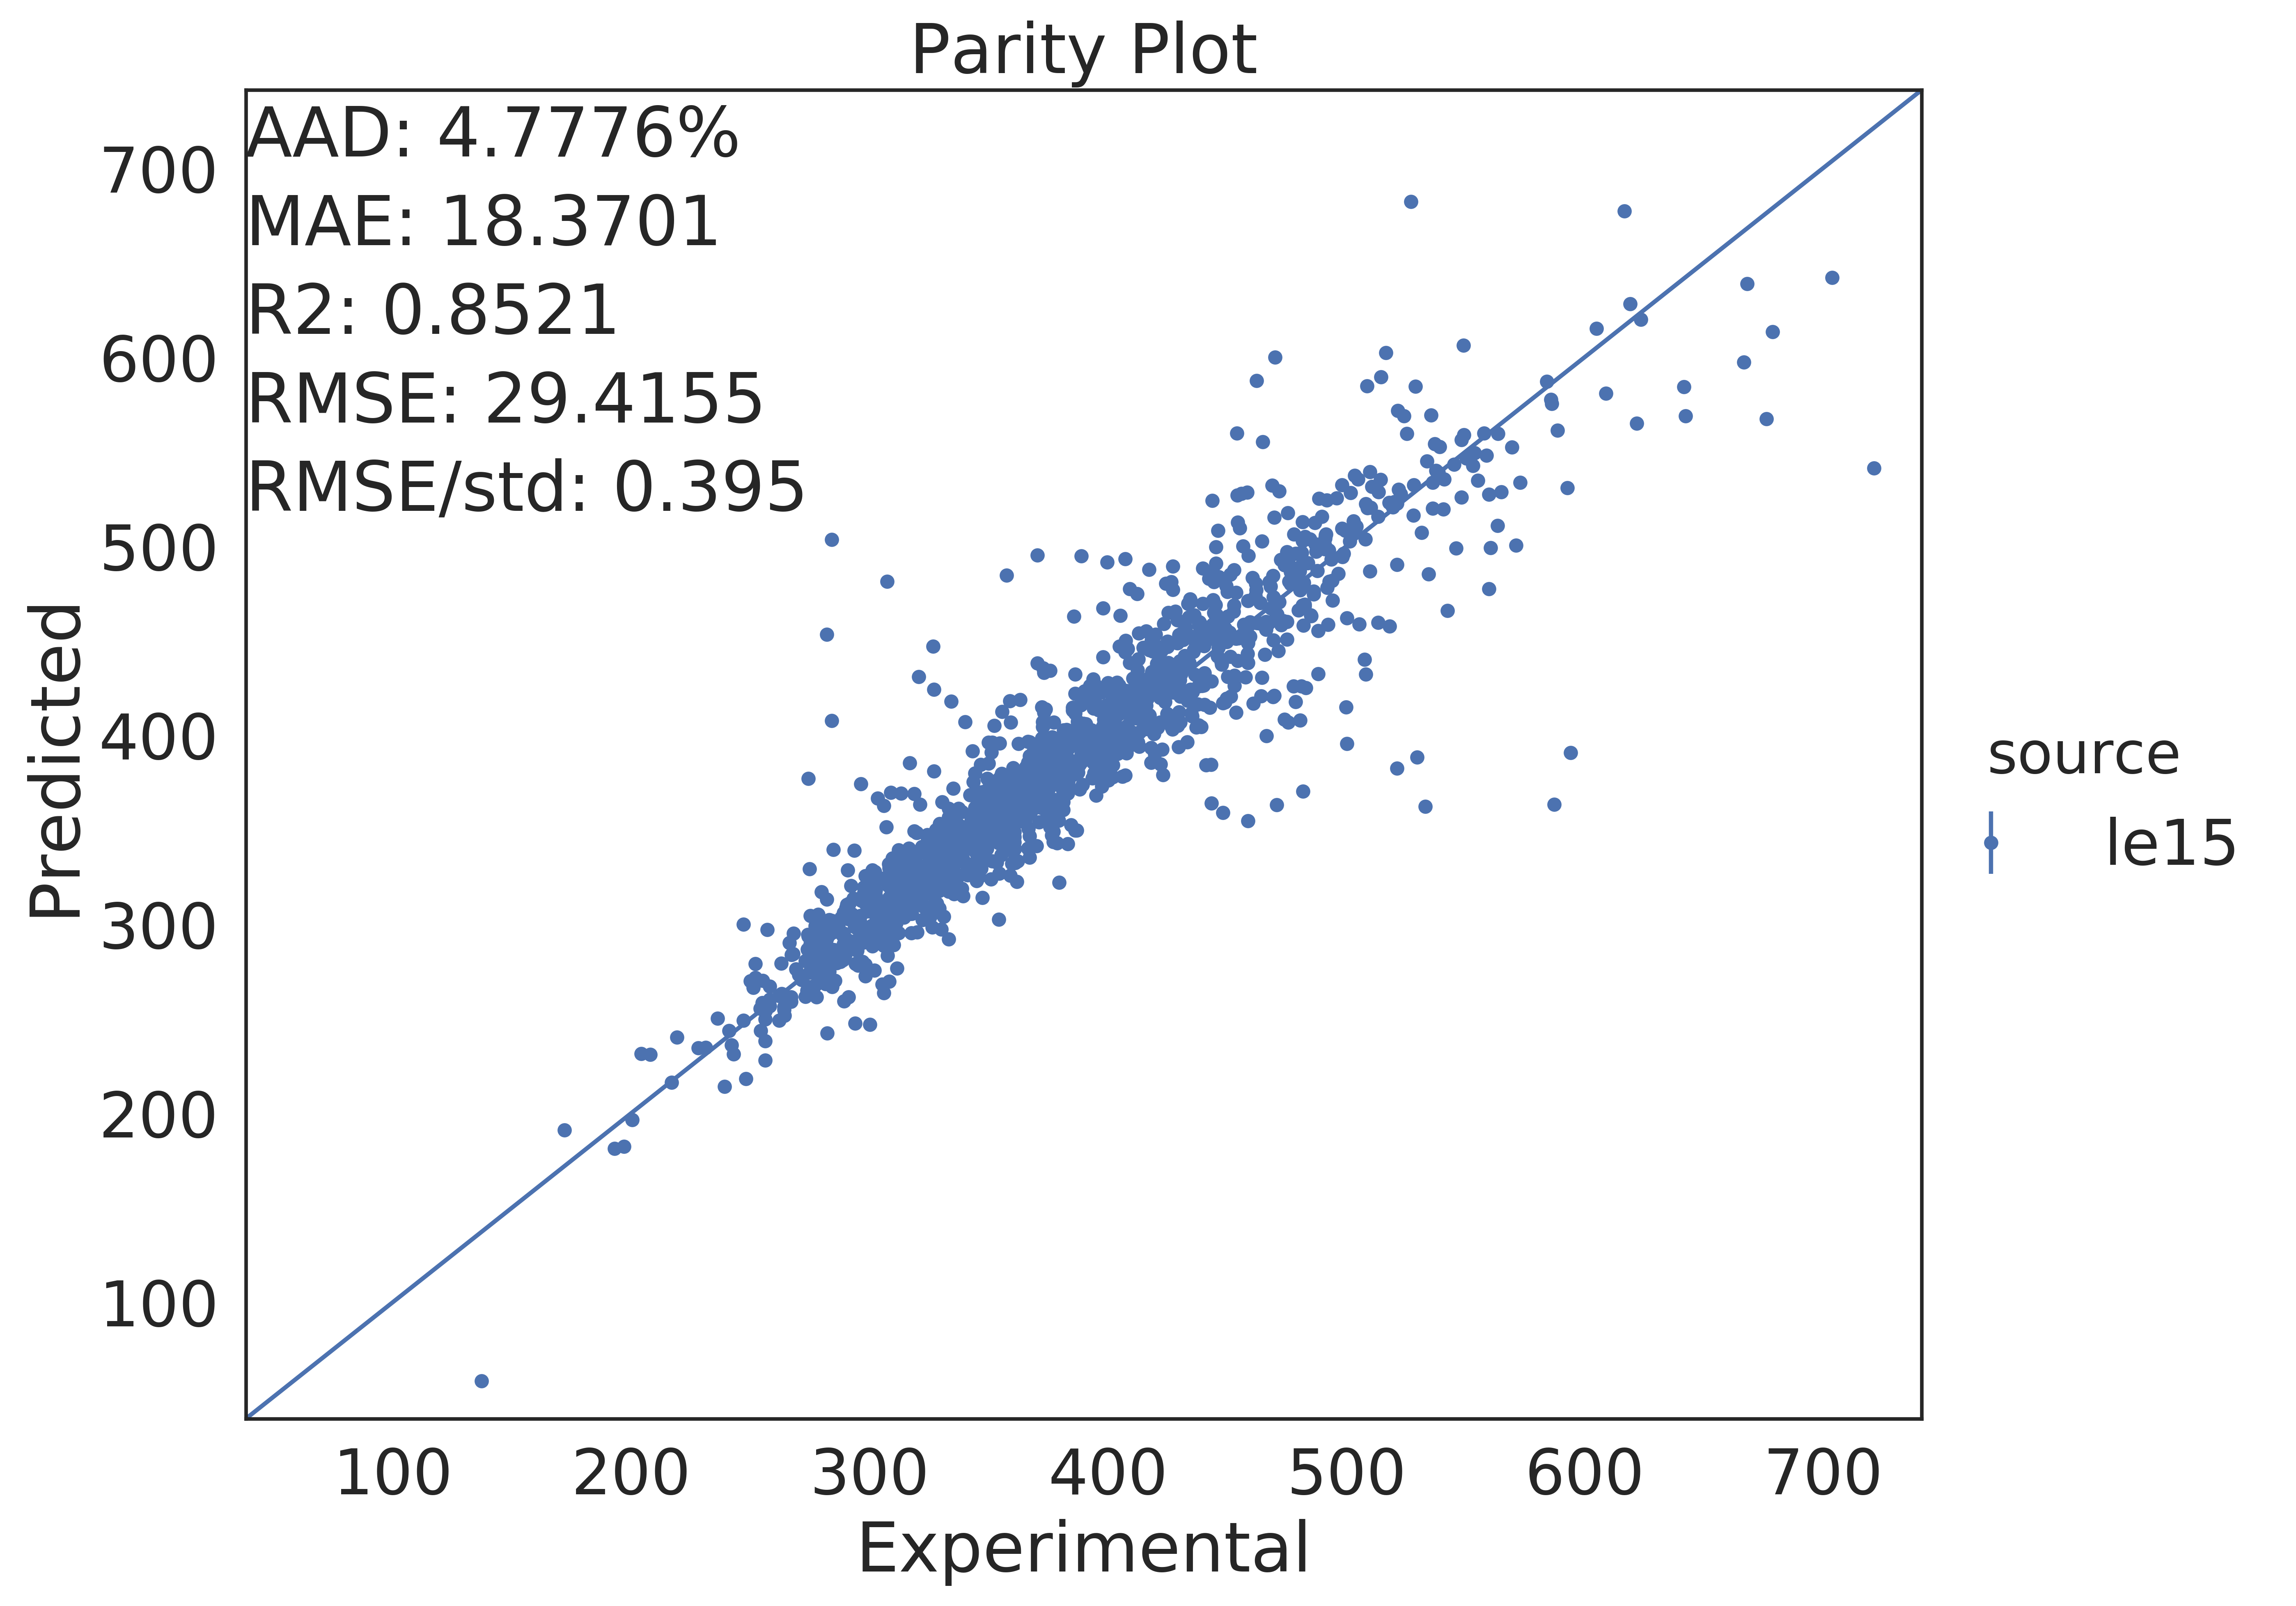 Parity Plot
AAD: 4.7776%
MAE: 18.3701
R2: 0.8521
RMSE: 29.4155
RMSE/std: 0.395
700
600
500
400
300
200
100
Predicted
100 200 300 400 500 600 700
Experimental
source
le15